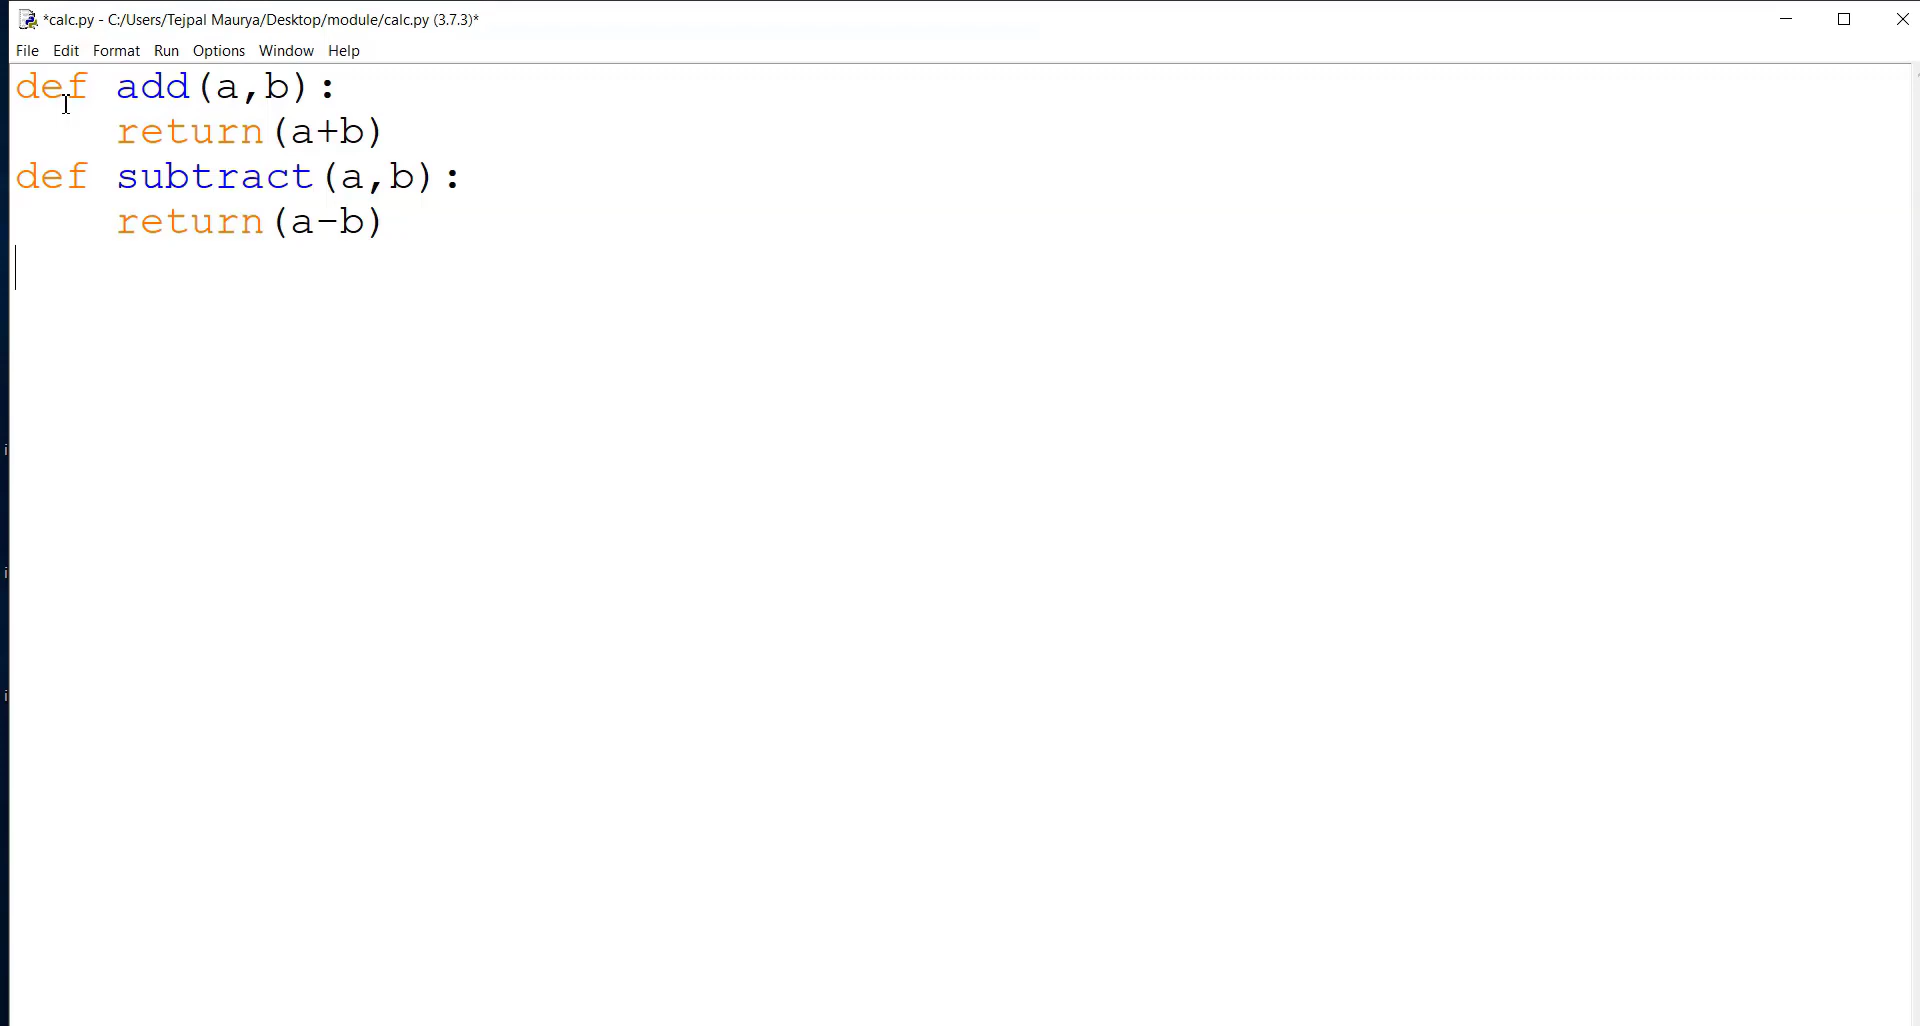 *calc.py - C:/Users/Tejpal Maurya/Desktop/module/calc.py (3.7.3)*
File Edit Format Run Options Window Help
def add(a,b):
    return(a+b)
def subtract(a,b):
    return(a-b)
i
i
i